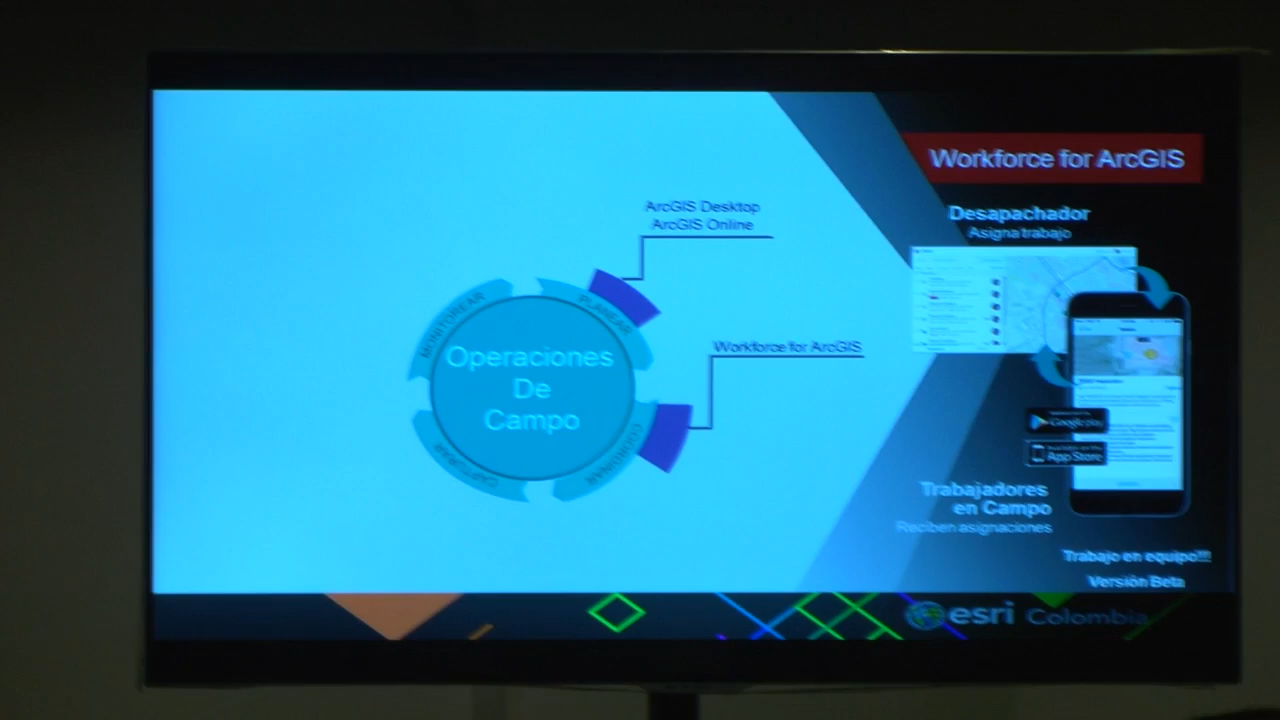 Workforce for ArcGIS
Desapachador
Asigna trabajo
ArcGIS Desktop
ArcGIS Online
PLANEAR
MONITOREAR
Workforce for ArcGIS
Operaciones
De
Campo
COORDINAR
CAPTURAR
Google play
App Store
Trabajadores
en Campo
Reciben asignaciones
Trabajo en equipo!!!
Versión Beta
esri Colombia